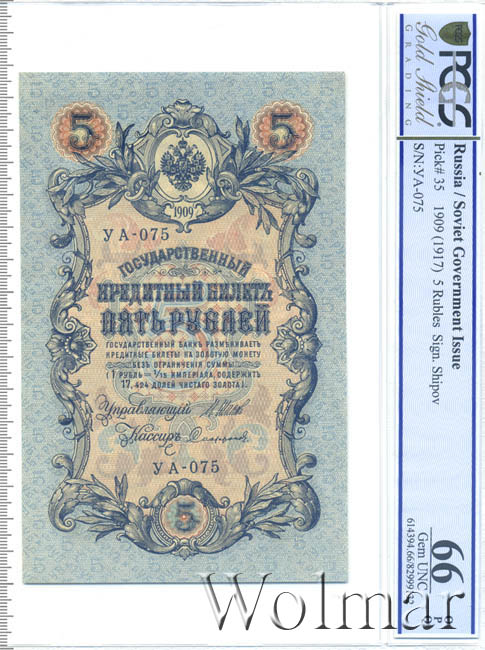 5 5
1909
УА-075
ГОСУДАРСТВЕННЫЙ
КРЕДИТНЫЙ БИЛЕТЪ
ПЯТЬ РУБЛЕЙ
ГОСУДАРСТВЕННЫЙ БАНКЪ РАЗМѢНИВАЕТЪ
КРЕДИТНЫЕ БИЛЕТЫ НА ЗОЛОТУЮ МОНЕТУ
БЕЗЪ ОГРАНИЧЕНІЯ СУММЫ
(1 РУБЛЬ = 1/15 ИМПЕРІАЛА, СОДЕРЖИТЪ
17,424 ДОЛЕЙ ЧИСТАГО ЗОЛОТА).
Управляющій
Кассиръ
УА-075
5
PCGS
Gold Shield
GRADING
Russia / Soviet Government Issue
Pick# 35 1909 (1917) 5 Rubles Sign. Shipov
S/N:УА-075
66
Gem UNC
Wolmar